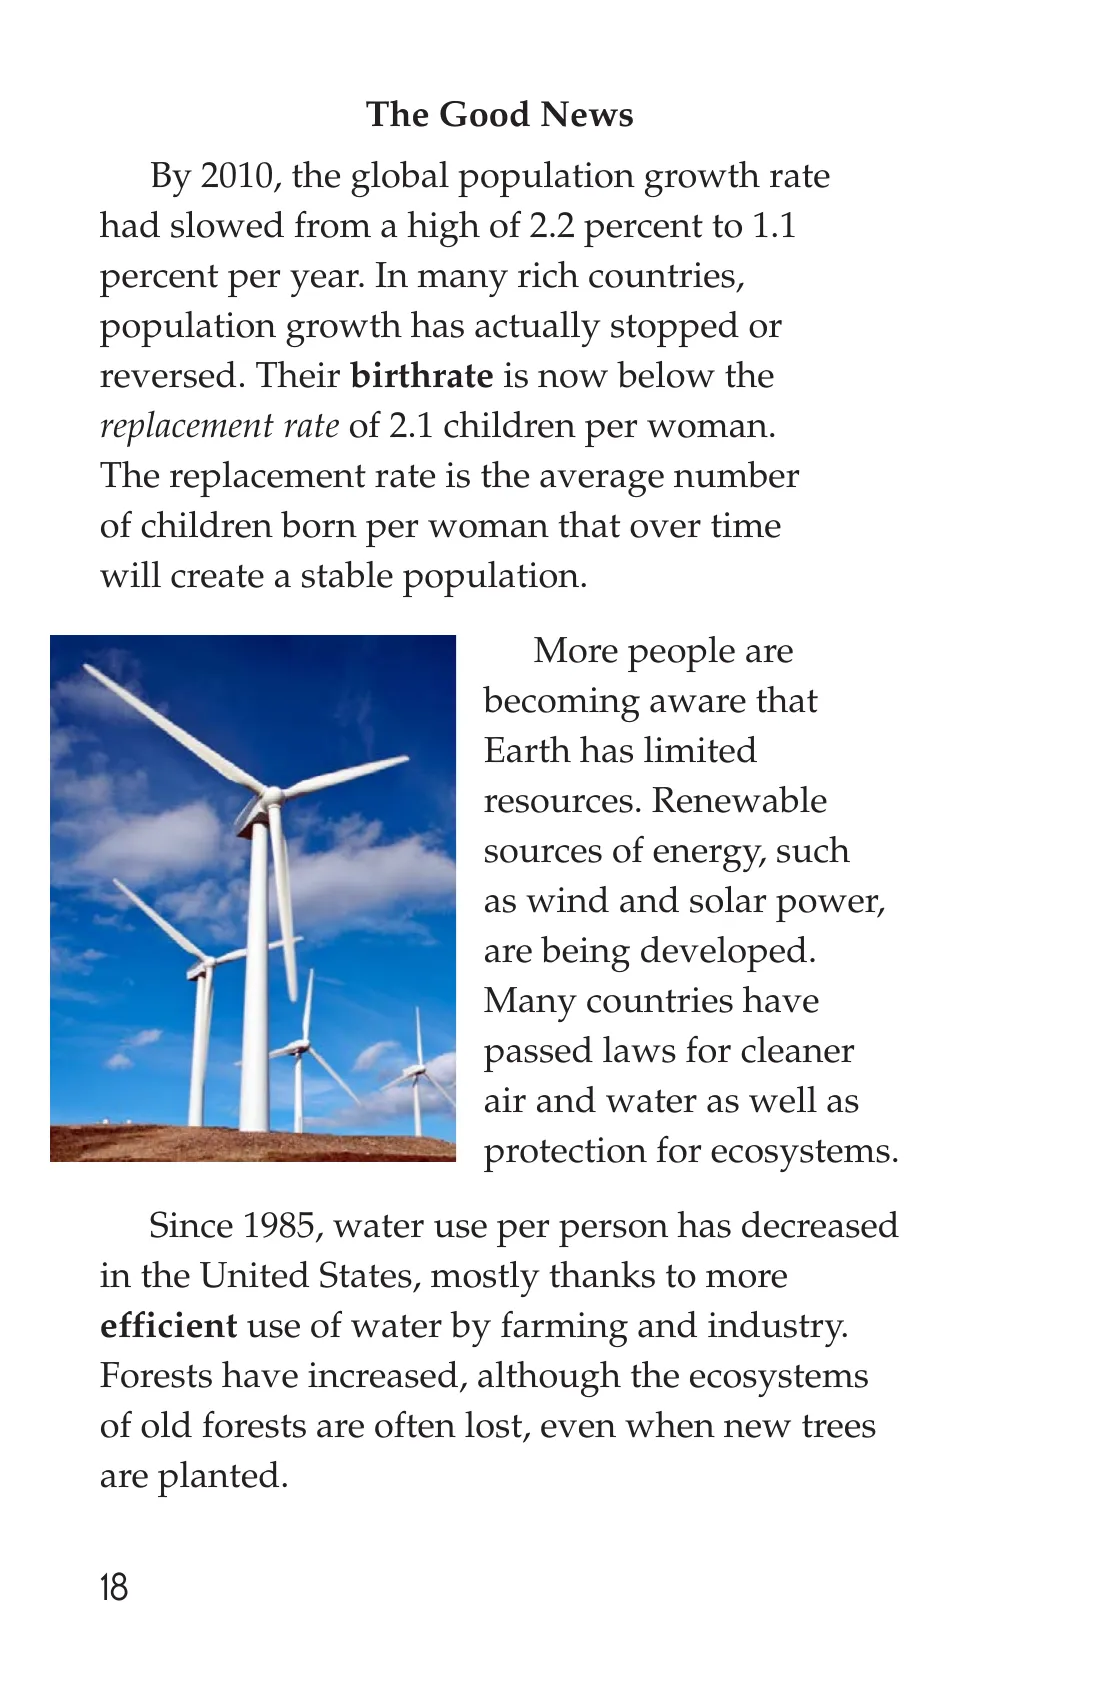 The Good News
By 2010, the global population growth rate
had slowed from a high of 2.2 percent to 1.1
percent per year. In many rich countries,
population growth has actually stopped or
reversed. Their birthrate is now below the
replacement rate of 2.1 children per woman.
The replacement rate is the average number
of children born per woman that over time
will create a stable population.
More people are
becoming aware that
Earth has limited
resources. Renewable
sources of energy, such
as wind and solar power,
are being developed.
Many countries have
passed laws for cleaner
air and water as well as
protection for ecosystems.
Since 1985, water use per person has decreased
in the United States, mostly thanks to more
efficient use of water by farming and industry.
Forests have increased, although the ecosystems
of old forests are often lost, even when new trees
are planted.
18